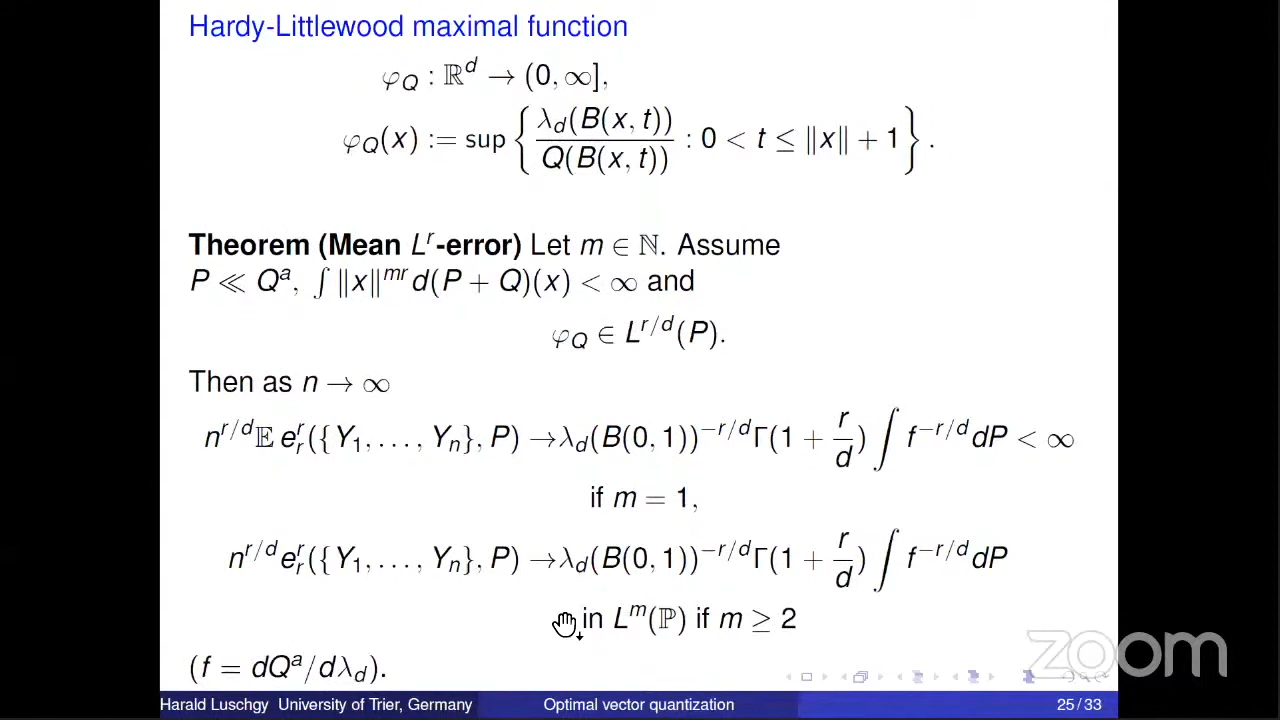 Hardy-Littlewood maximal function
φ_Q : ℝ^d → (0, ∞],
φ_Q(x) := sup { λ_d(B(x, t)) / Q(B(x, t)) : 0 < t ≤ ‖x‖ + 1 } .
Theorem (Mean L^r-error) Let m ∈ ℕ. Assume
P ≪ Q^a, ∫ ‖x‖^{mr} d(P + Q)(x) < ∞ and
φ_Q ∈ L^{r/d}(P).
Then as n → ∞
n^{r/d} 𝔼 e_r^r({Y_1, . . . , Y_n}, P) → λ_d(B(0, 1))^{−r/d} Γ(1 + r/d) ∫ f^{−r/d} dP < ∞
if m = 1,
n^{r/d} e_r^r({Y_1, . . . , Y_n}, P) → λ_d(B(0, 1))^{−r/d} Γ(1 + r/d) ∫ f^{−r/d} dP
in L^m(ℙ) if m ≥ 2
(f = dQ^a/dλ_d).
zoom
Harald Luschgy University of Trier, Germany Optimal vector quantization 25 / 33